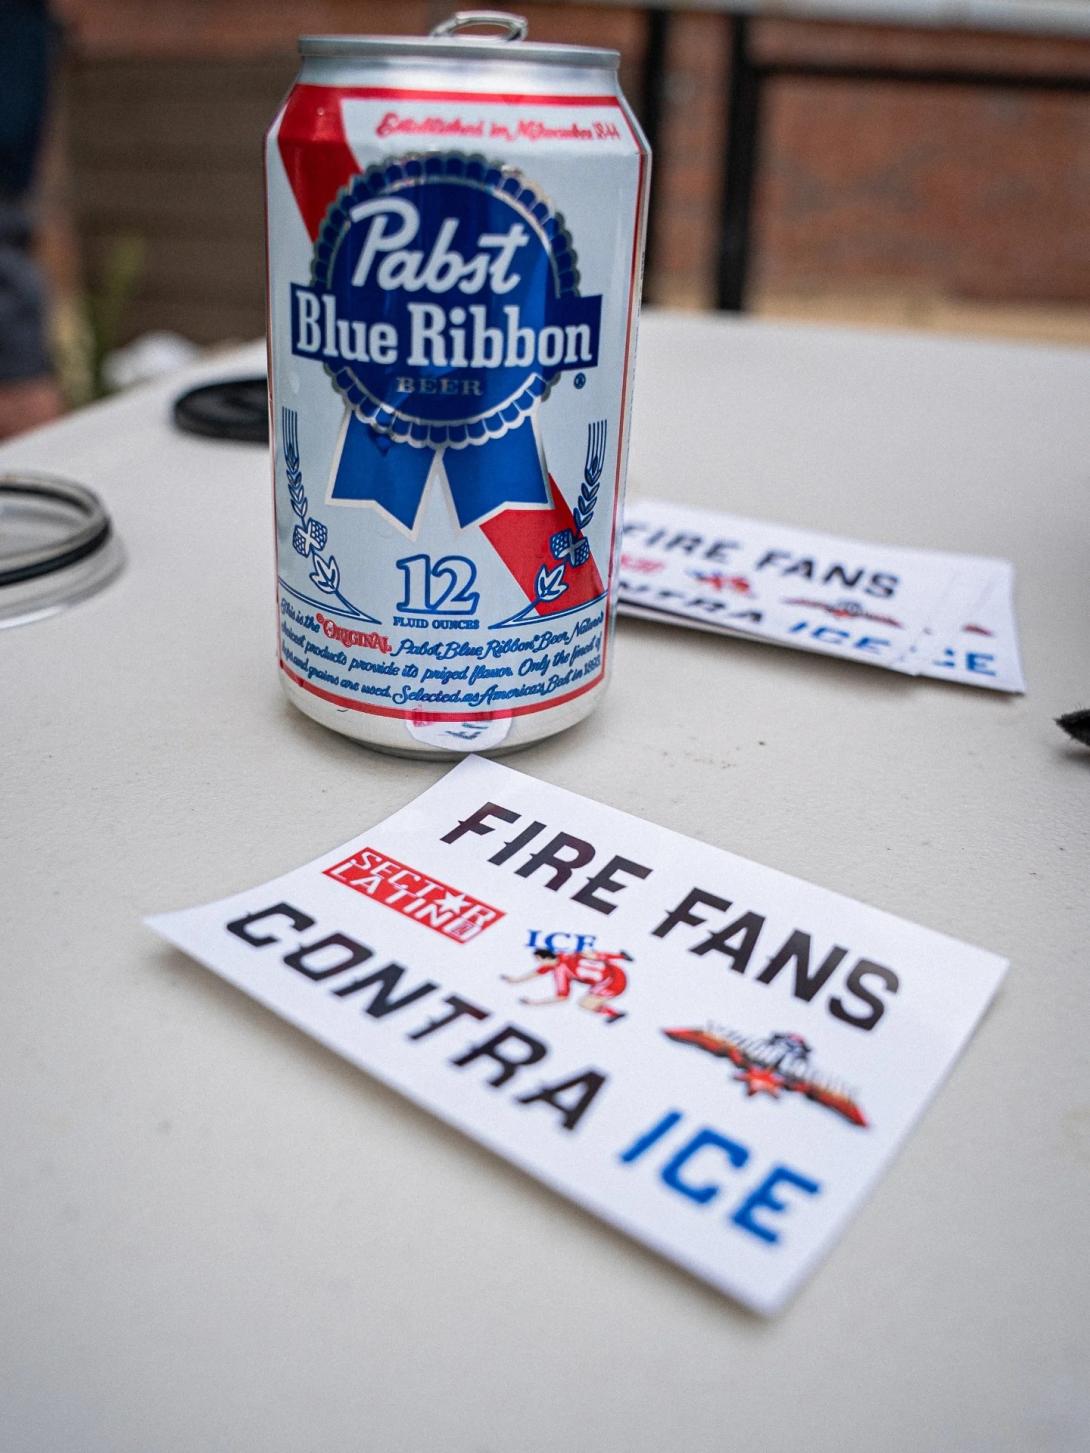 Established in Milwaukee 1844
Pabst
Blue Ribbon
BEER
®
12
FLUID OUNCES
This is the ORIGINAL Pabst Blue Ribbon Beer. Nature's
choicest products provide its prized flavor. Only the finest of
hops and grains are used. Selected as America's Best in 1893.
FIRE FANS
ICE
ICE
FIRE FANS
SECTOR
LATINO
ICE
CONTRA ICE